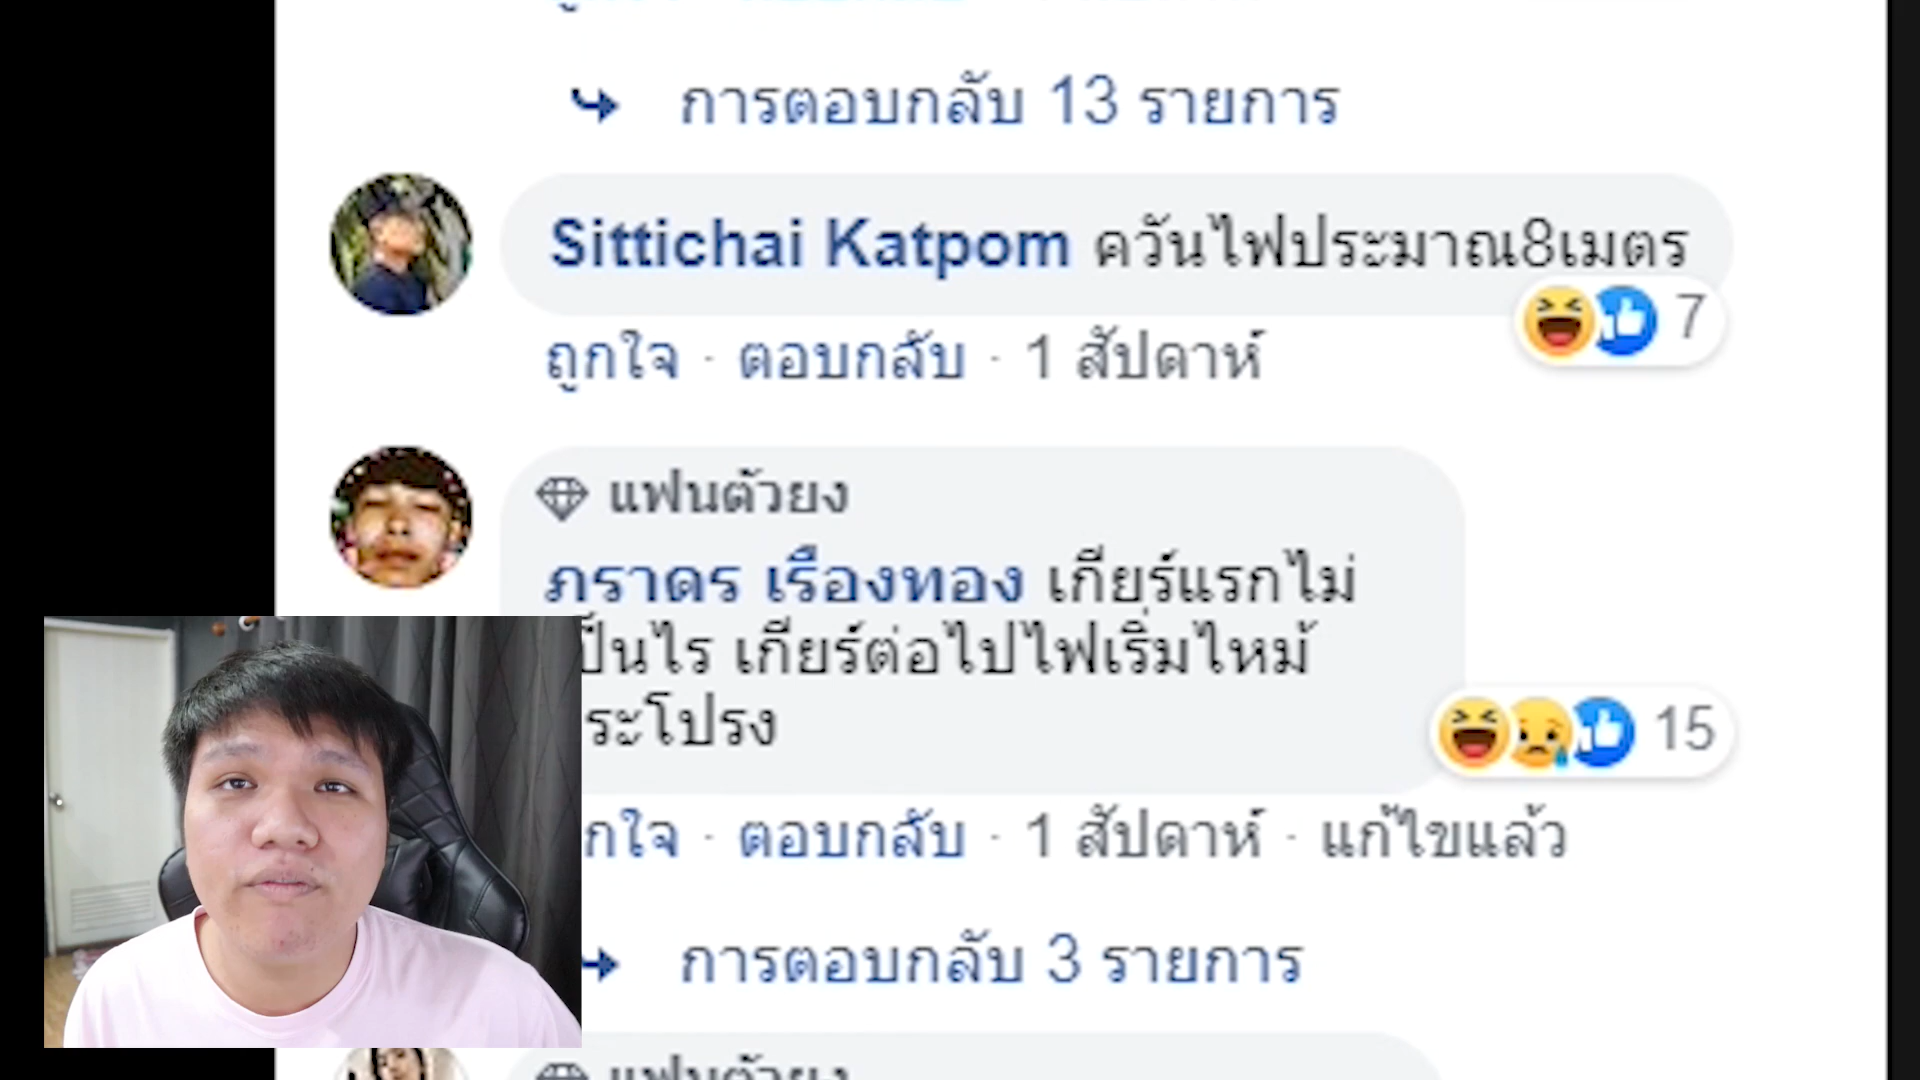 การตอบกลับ 13 รายการ
Sittichai Katpom ควันไฟประมาณ8เมตร
7
ถูกใจ · ตอบกลับ · 1 สัปดาห์
แฟนตัวยง
ภราดร เรืองทอง เกียร์แรกไม่
ป็นไร เกียร์ต่อไปไฟเริ่มไหม้
ระโปรง
15
กใจ · ตอบกลับ · 1 สัปดาห์ · แก้ไขแล้ว
การตอบกลับ 3 รายการ
แฟนตัวยง